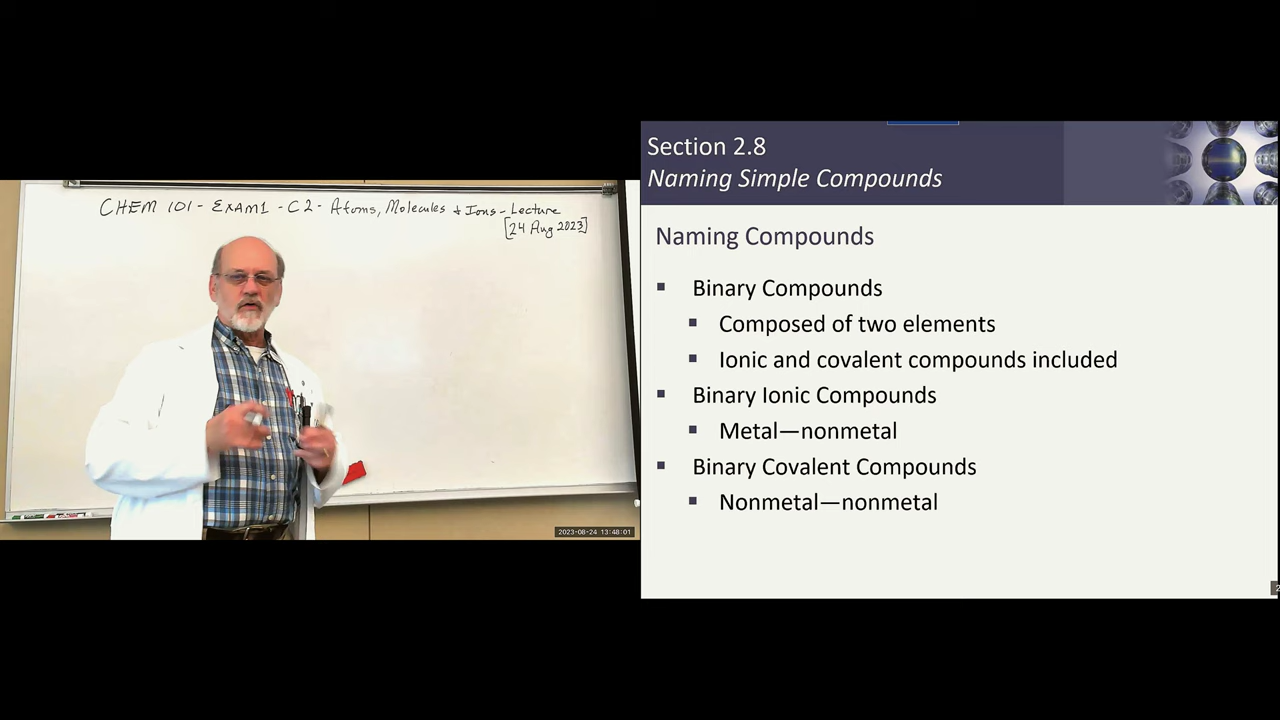 CHEM 101 - EXAM1 - C2 - Atoms, Molecules & Ions - Lecture
[24 Aug 2023]
2023-08-24 13:48:01
Section 2.8
Naming Simple Compounds
Naming Compounds
▪ Binary Compounds
▪ Composed of two elements
▪ Ionic and covalent compounds included
▪ Binary Ionic Compounds
▪ Metal—nonmetal
▪ Binary Covalent Compounds
▪ Nonmetal—nonmetal